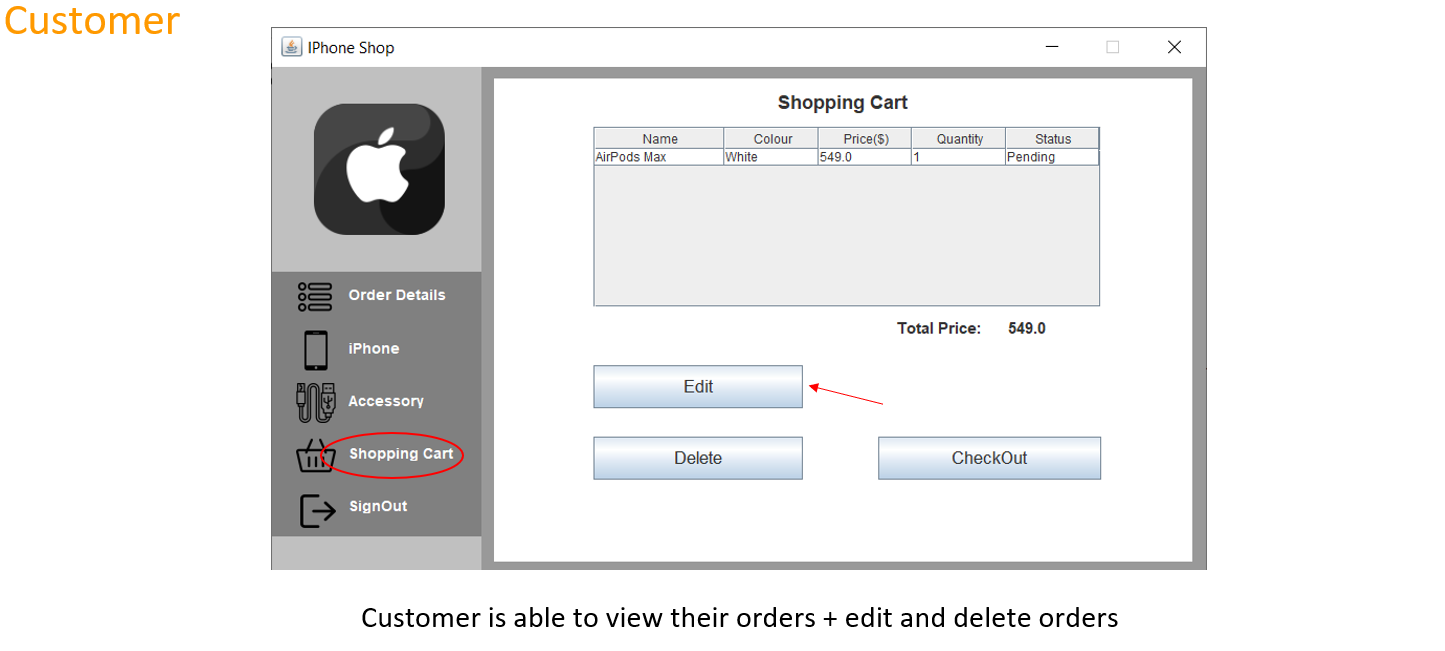 Customer
IPhone Shop
Shopping Cart
Name Colour Price($) Quantity Status
AirPods Max White 549.0 1 Pending
Total Price: 549.0
Order Details
iPhone
Accessory
Shopping Cart
SignOut
Edit
Delete CheckOut
Customer is able to view their orders + edit and delete orders